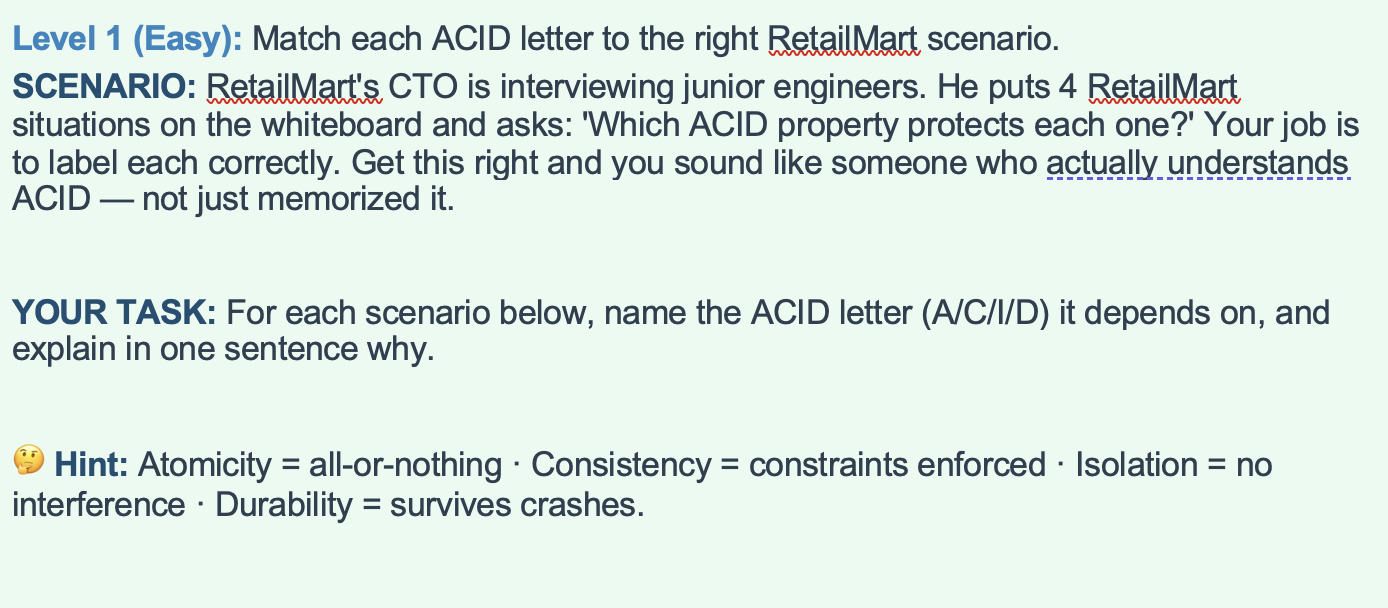 Level 1 (Easy): Match each ACID letter to the right RetailMart scenario.
SCENARIO: RetailMart's CTO is interviewing junior engineers. He puts 4 RetailMart
situations on the whiteboard and asks: 'Which ACID property protects each one?' Your job is
to label each correctly. Get this right and you sound like someone who actually understands
ACID — not just memorized it.
YOUR TASK: For each scenario below, name the ACID letter (A/C/I/D) it depends on, and
explain in one sentence why.
🤔 Hint: Atomicity = all-or-nothing · Consistency = constraints enforced · Isolation = no
interference · Durability = survives crashes.